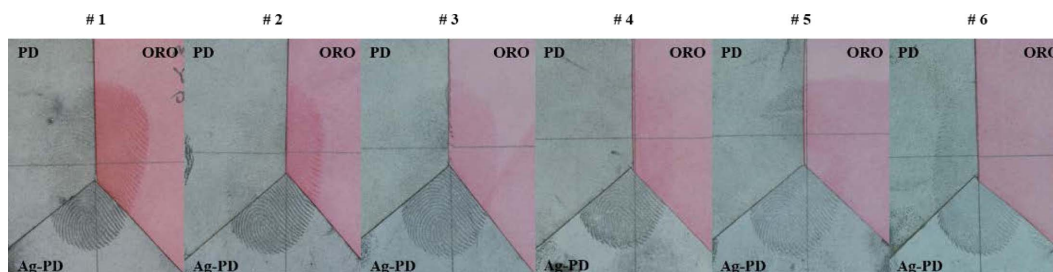 # 1 # 2 # 3 # 4 # 5 # 6
PD ORO PD ORO PD ORO PD ORO PD ORO PD ORO
Ag-PD Ag-PD Ag-PD Ag-PD Ag-PD Ag-PD